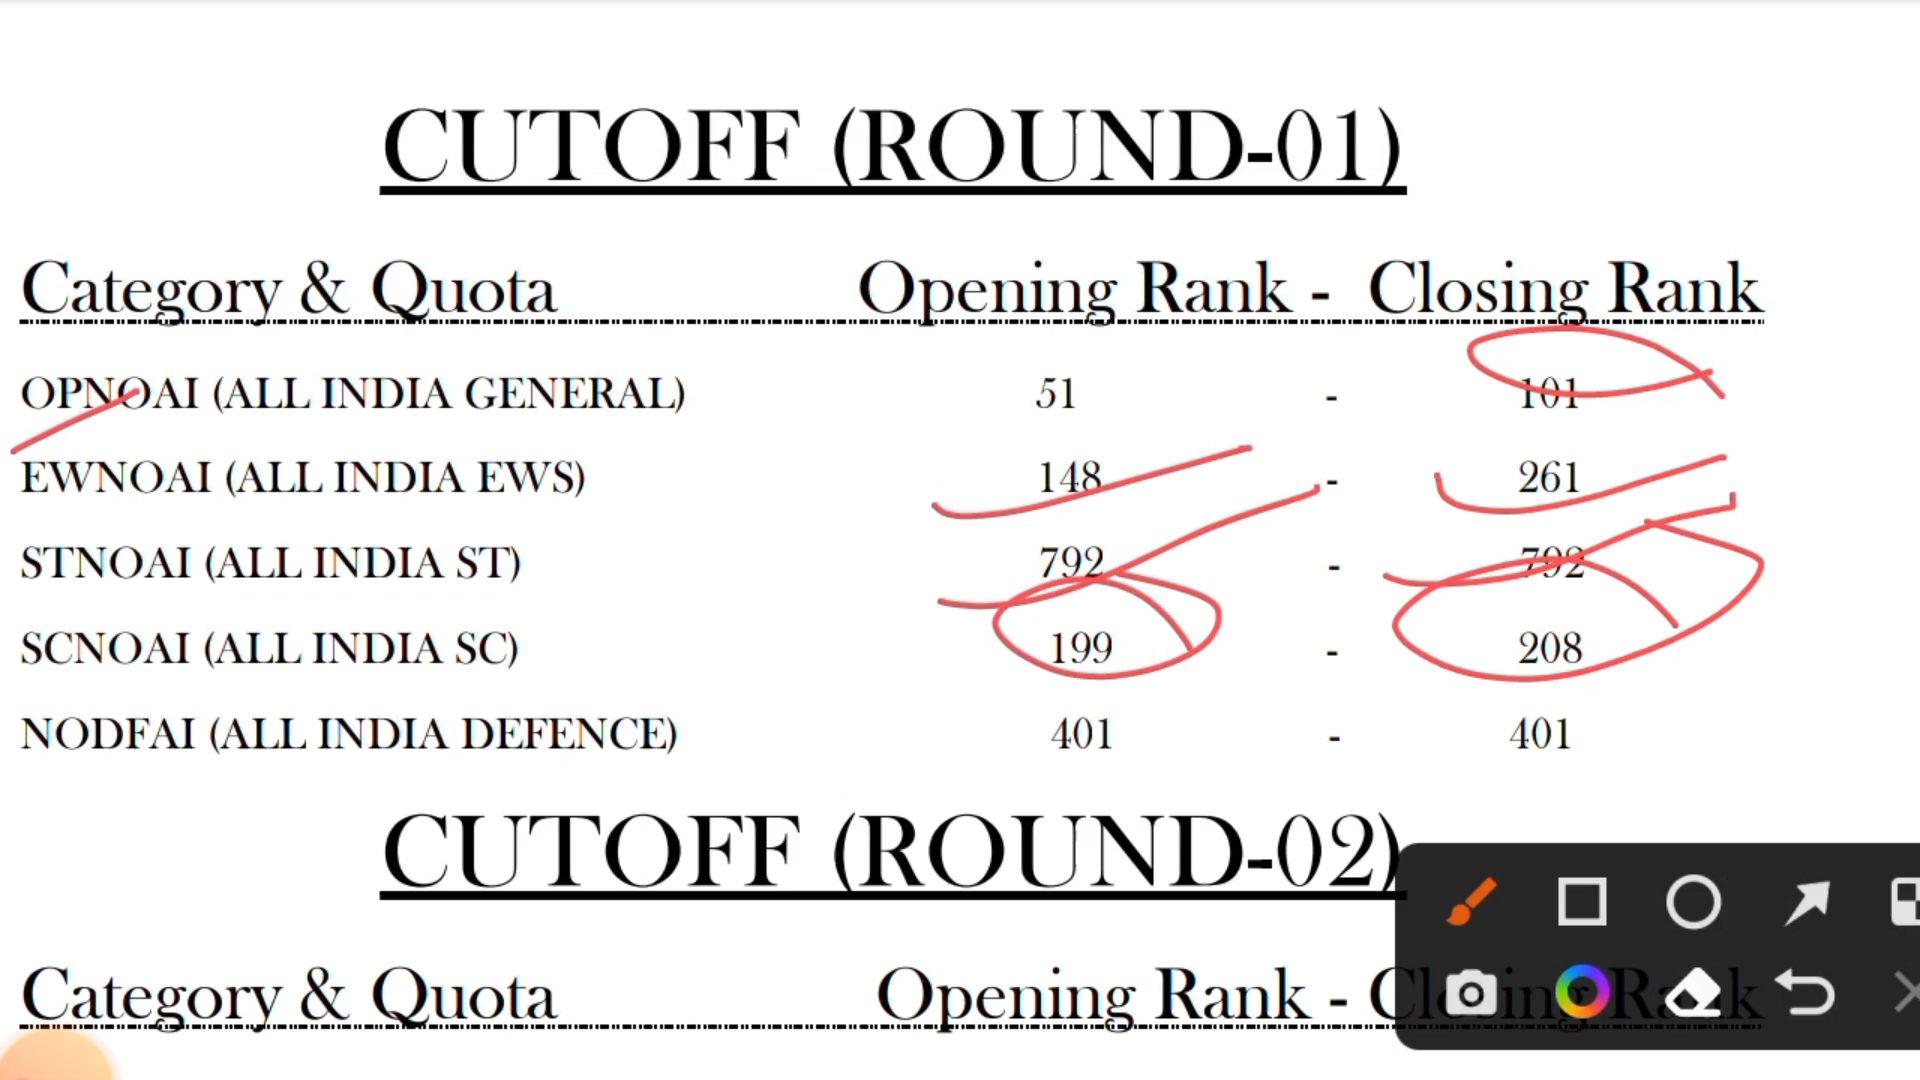 CUTOFF (ROUND-01)
Category & Quota Opening Rank - Closing Rank
OPNOAI (ALL INDIA GENERAL) 51 - 101
EWNOAI (ALL INDIA EWS) 148 - 261
STNOAI (ALL INDIA ST) 792 - 792
SCNOAI (ALL INDIA SC) 199 - 208
NODFAI (ALL INDIA DEFENCE) 401 - 401
CUTOFF (ROUND-02)
Category & Quota Opening Rank - Closing Rank